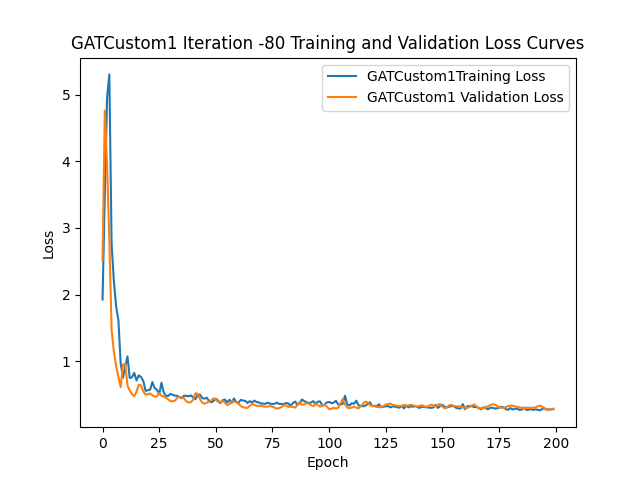 GATCustom1 Iteration -80 Training and Validation Loss Curves
GATCustom1Training Loss
GATCustom1 Validation Loss
5
4
3
2
1
Loss
0 25 50 75 100 125 150 175 200
Epoch